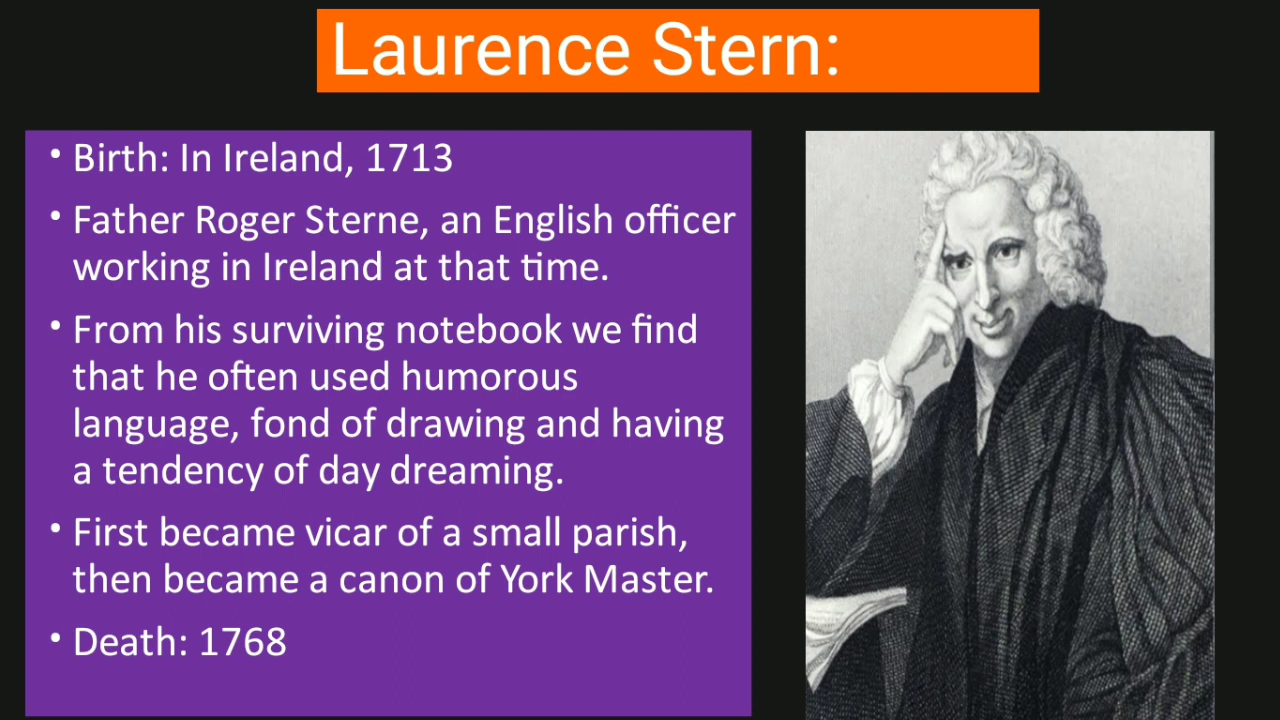 Laurence Stern:
• Birth: In Ireland, 1713
• Father Roger Sterne, an English officer
working in Ireland at that time.
• From his surviving notebook we find
that he often used humorous
language, fond of drawing and having
a tendency of day dreaming.
• First became vicar of a small parish,
then became a canon of York Master.
• Death: 1768